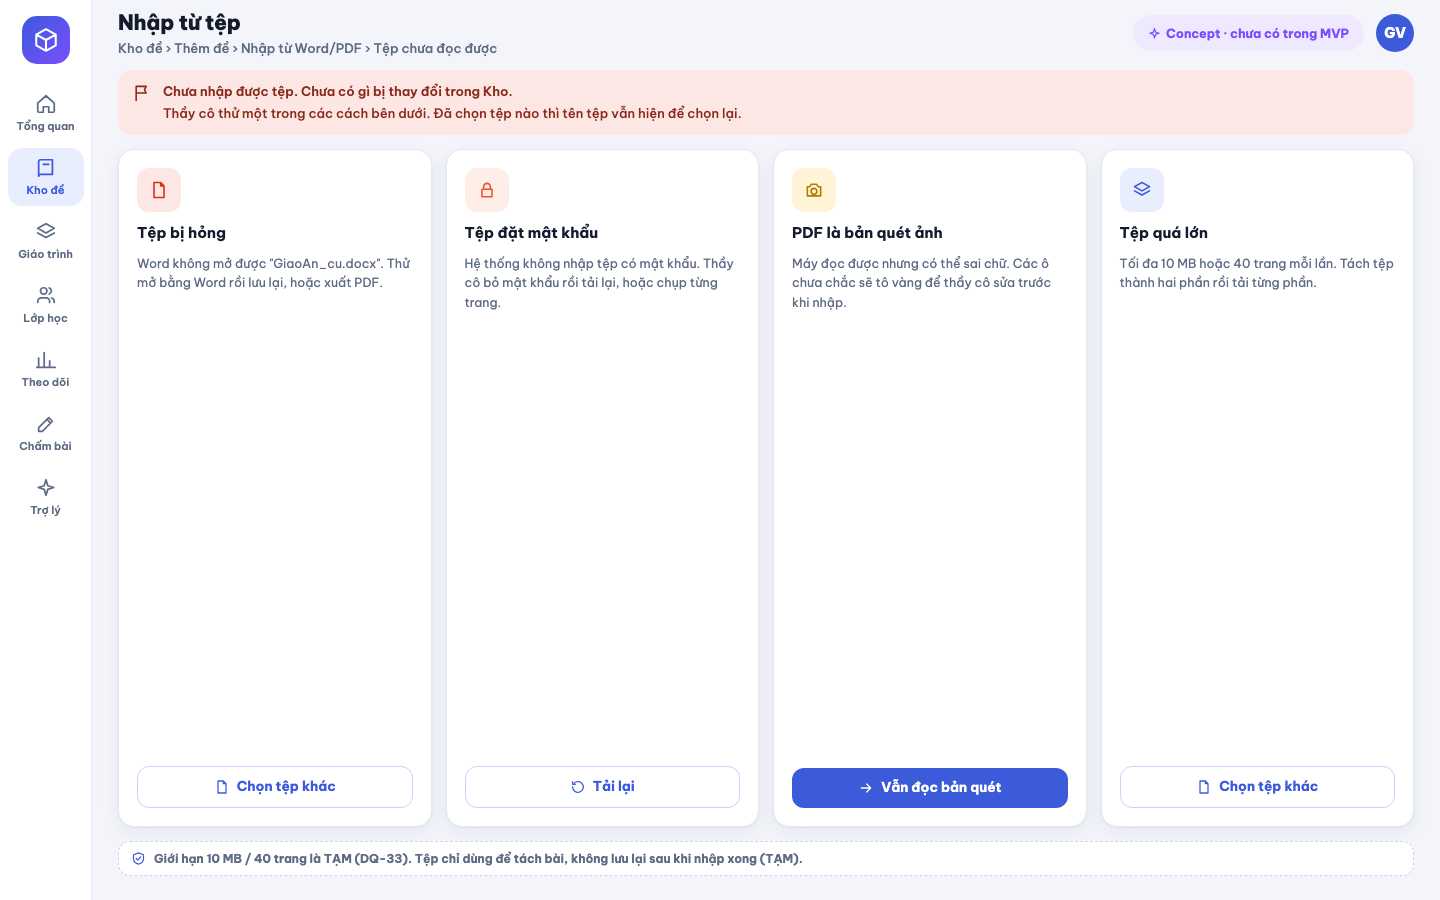 Nhập từ tệp
Kho đề › Thêm đề › Nhập từ Word/PDF › Tệp chưa đọc được
Concept · chưa có trong MVP
GV
Tổng quan
Kho đề
Giáo trình
Lớp học
Theo dõi
Chấm bài
Trợ lý
Chưa nhập được tệp. Chưa có gì bị thay đổi trong Kho.
Thầy cô thử một trong các cách bên dưới. Đã chọn tệp nào thì tên tệp vẫn hiện để chọn lại.
Tệp bị hỏng
Word không mở được "GiaoAn_cu.docx". Thử
mở bằng Word rồi lưu lại, hoặc xuất PDF.
Chọn tệp khác
Tệp đặt mật khẩu
Hệ thống không nhập tệp có mật khẩu. Thầy
cô bỏ mật khẩu rồi tải lại, hoặc chụp từng
trang.
Tải lại
PDF là bản quét ảnh
Máy đọc được nhưng có thể sai chữ. Các ô
chưa chắc sẽ tô vàng để thầy cô sửa trước
khi nhập.
Vẫn đọc bản quét
Tệp quá lớn
Tối đa 10 MB hoặc 40 trang mỗi lần. Tách tệp
thành hai phần rồi tải từng phần.
Chọn tệp khác
Giới hạn 10 MB / 40 trang là TẠM (DQ-33). Tệp chỉ dùng để tách bài, không lưu lại sau khi nhập xong (TẠM).